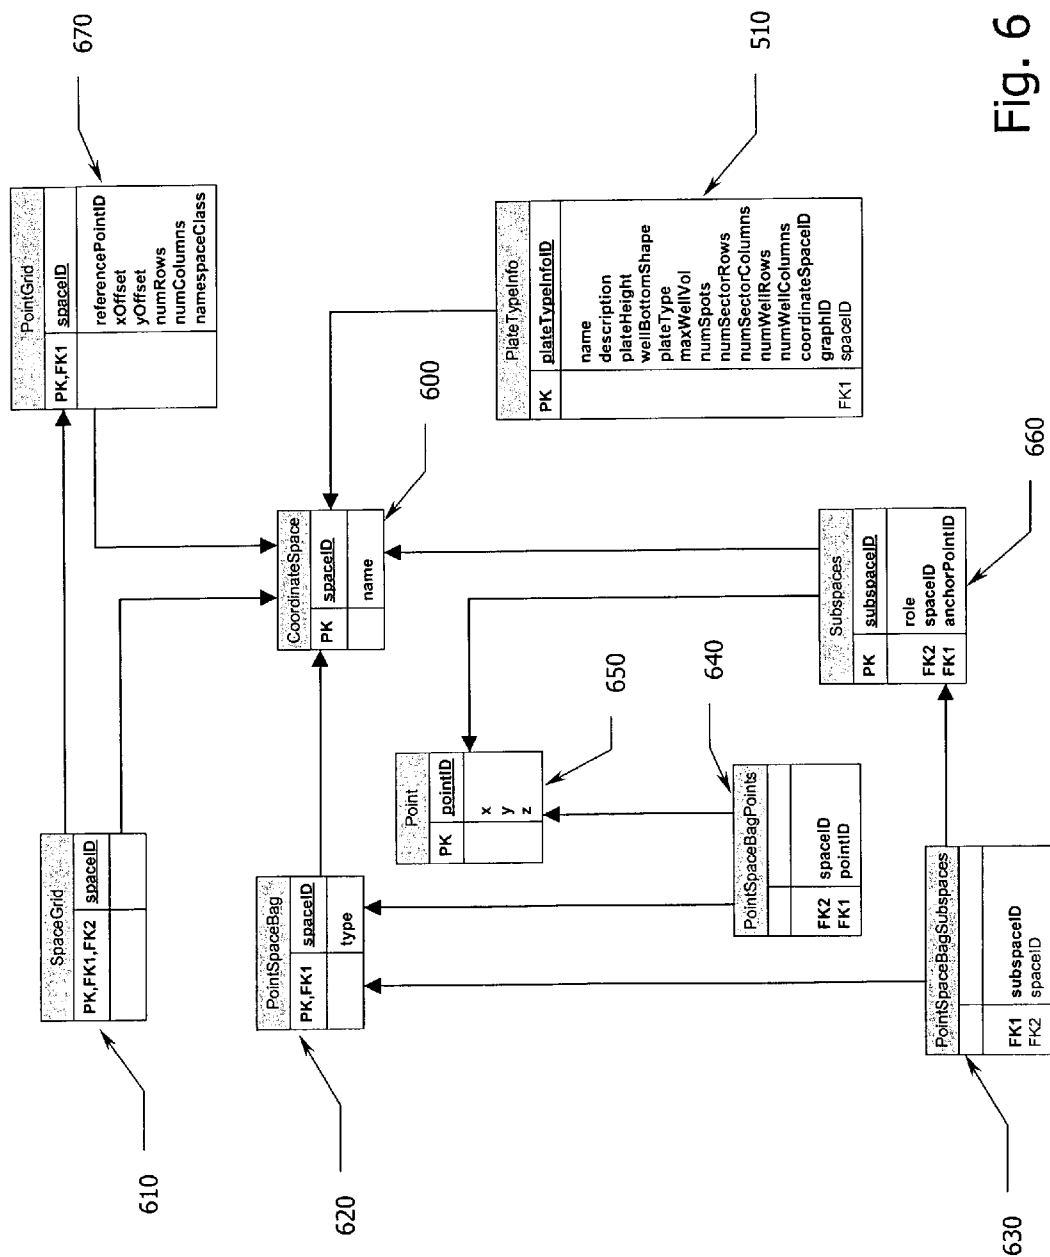 SpaceGrid
PK,FK1,FK2 spaceID
610
PointGrid
PK,FK1 spaceID
referencePointID
xOffset
yOffset
numRows
numColumns
namespaceClass
670
PointSpaceBag
PK,FK1 spaceID
type
620
CoordinateSpace
PK spaceID
name
600
Point
PK pointID
x
y
z
650
PlateTypeInfo
PK plateTypeInfoID
name
description
plateHeight
wellBottomShape
plateType
maxWellVol
numSpots
numSectorRows
numSectorColumns
numWellRows
numWellColumns
coordinateSpaceID
graphID
FK1 spaceID
510
PointSpaceBagPoints
FK2 spaceID
FK1 pointID
640
Subspaces
PK subspaceID
role
FK2 spaceID
FK1 anchorPointID
660
PointSpaceBagSubspaces
FK1 subspaceID
FK2 spaceID
630
Fig. 6